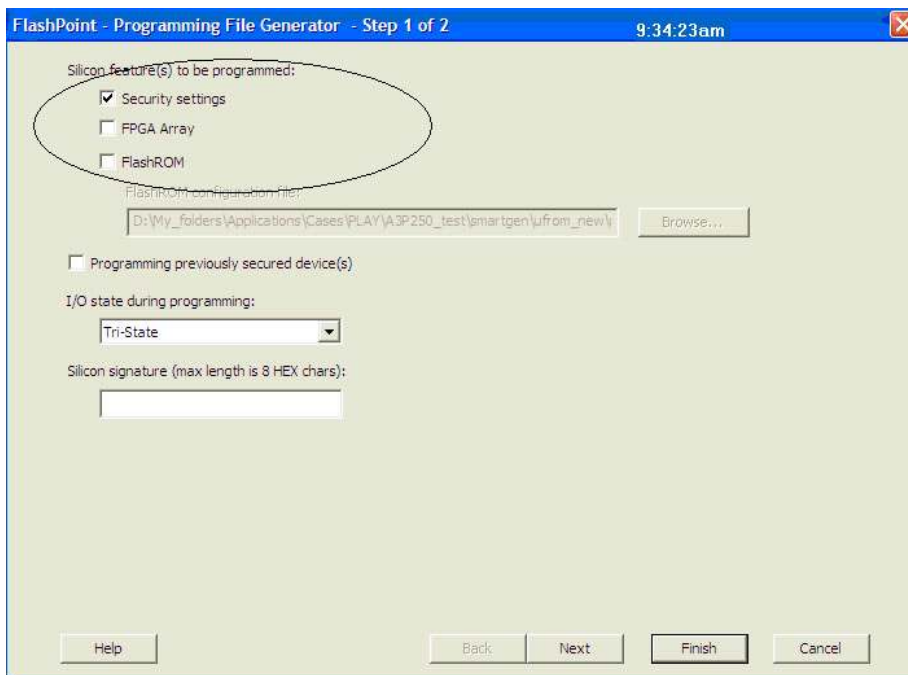 FlashPoint - Programming File Generator - Step 1 of 2 9:34:23am
Silicon feature(s) to be programmed:
Security settings
FPGA Array
FlashROM
FlashROM configuration file:
D:\My_folders\Applications\Cases\PLAY\A3P250_test\smartgen\ufrom_new\
Browse...
Programming previously secured device(s)
I/O state during programming:
Tri-State
Silicon signature (max length is 8 HEX chars):
Help Back Next Finish Cancel